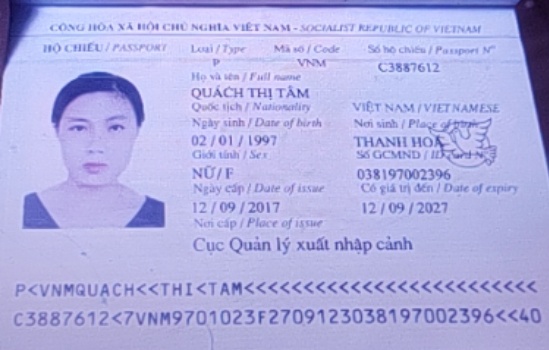 CỘNG HÒA XÃ HỘI CHỦ NGHĨA VIỆT NAM - SOCIALIST REPUBLIC OF VIETNAM
HỘ CHIẾU / PASSPORT Loại / Type Mã số / Code Số hộ chiếu / Passport Nº
P VNM C3887612
Họ và tên / Full name
QUÁCH THỊ TÂM
Quốc tịch / Nationality VIỆT NAM / VIETNAMESE
Ngày sinh / Date of birth Nơi sinh / Place of birth
02 / 01 / 1997 THANH HOÁ
Giới tính / Sex Số GCMND / ID card Nº
NỮ / F 038197002396
Ngày cấp / Date of issue Có giá trị đến / Date of expiry
12 / 09 / 2017 12 / 09 / 2027
Nơi cấp / Place of issue
Cục Quản lý xuất nhập cảnh
P<VNMQUACH<<THI<TAM<<<<<<<<<<<<<<<<<<<<<<<<<
C3887612<7VNM9701023F2709123038197002396<<40